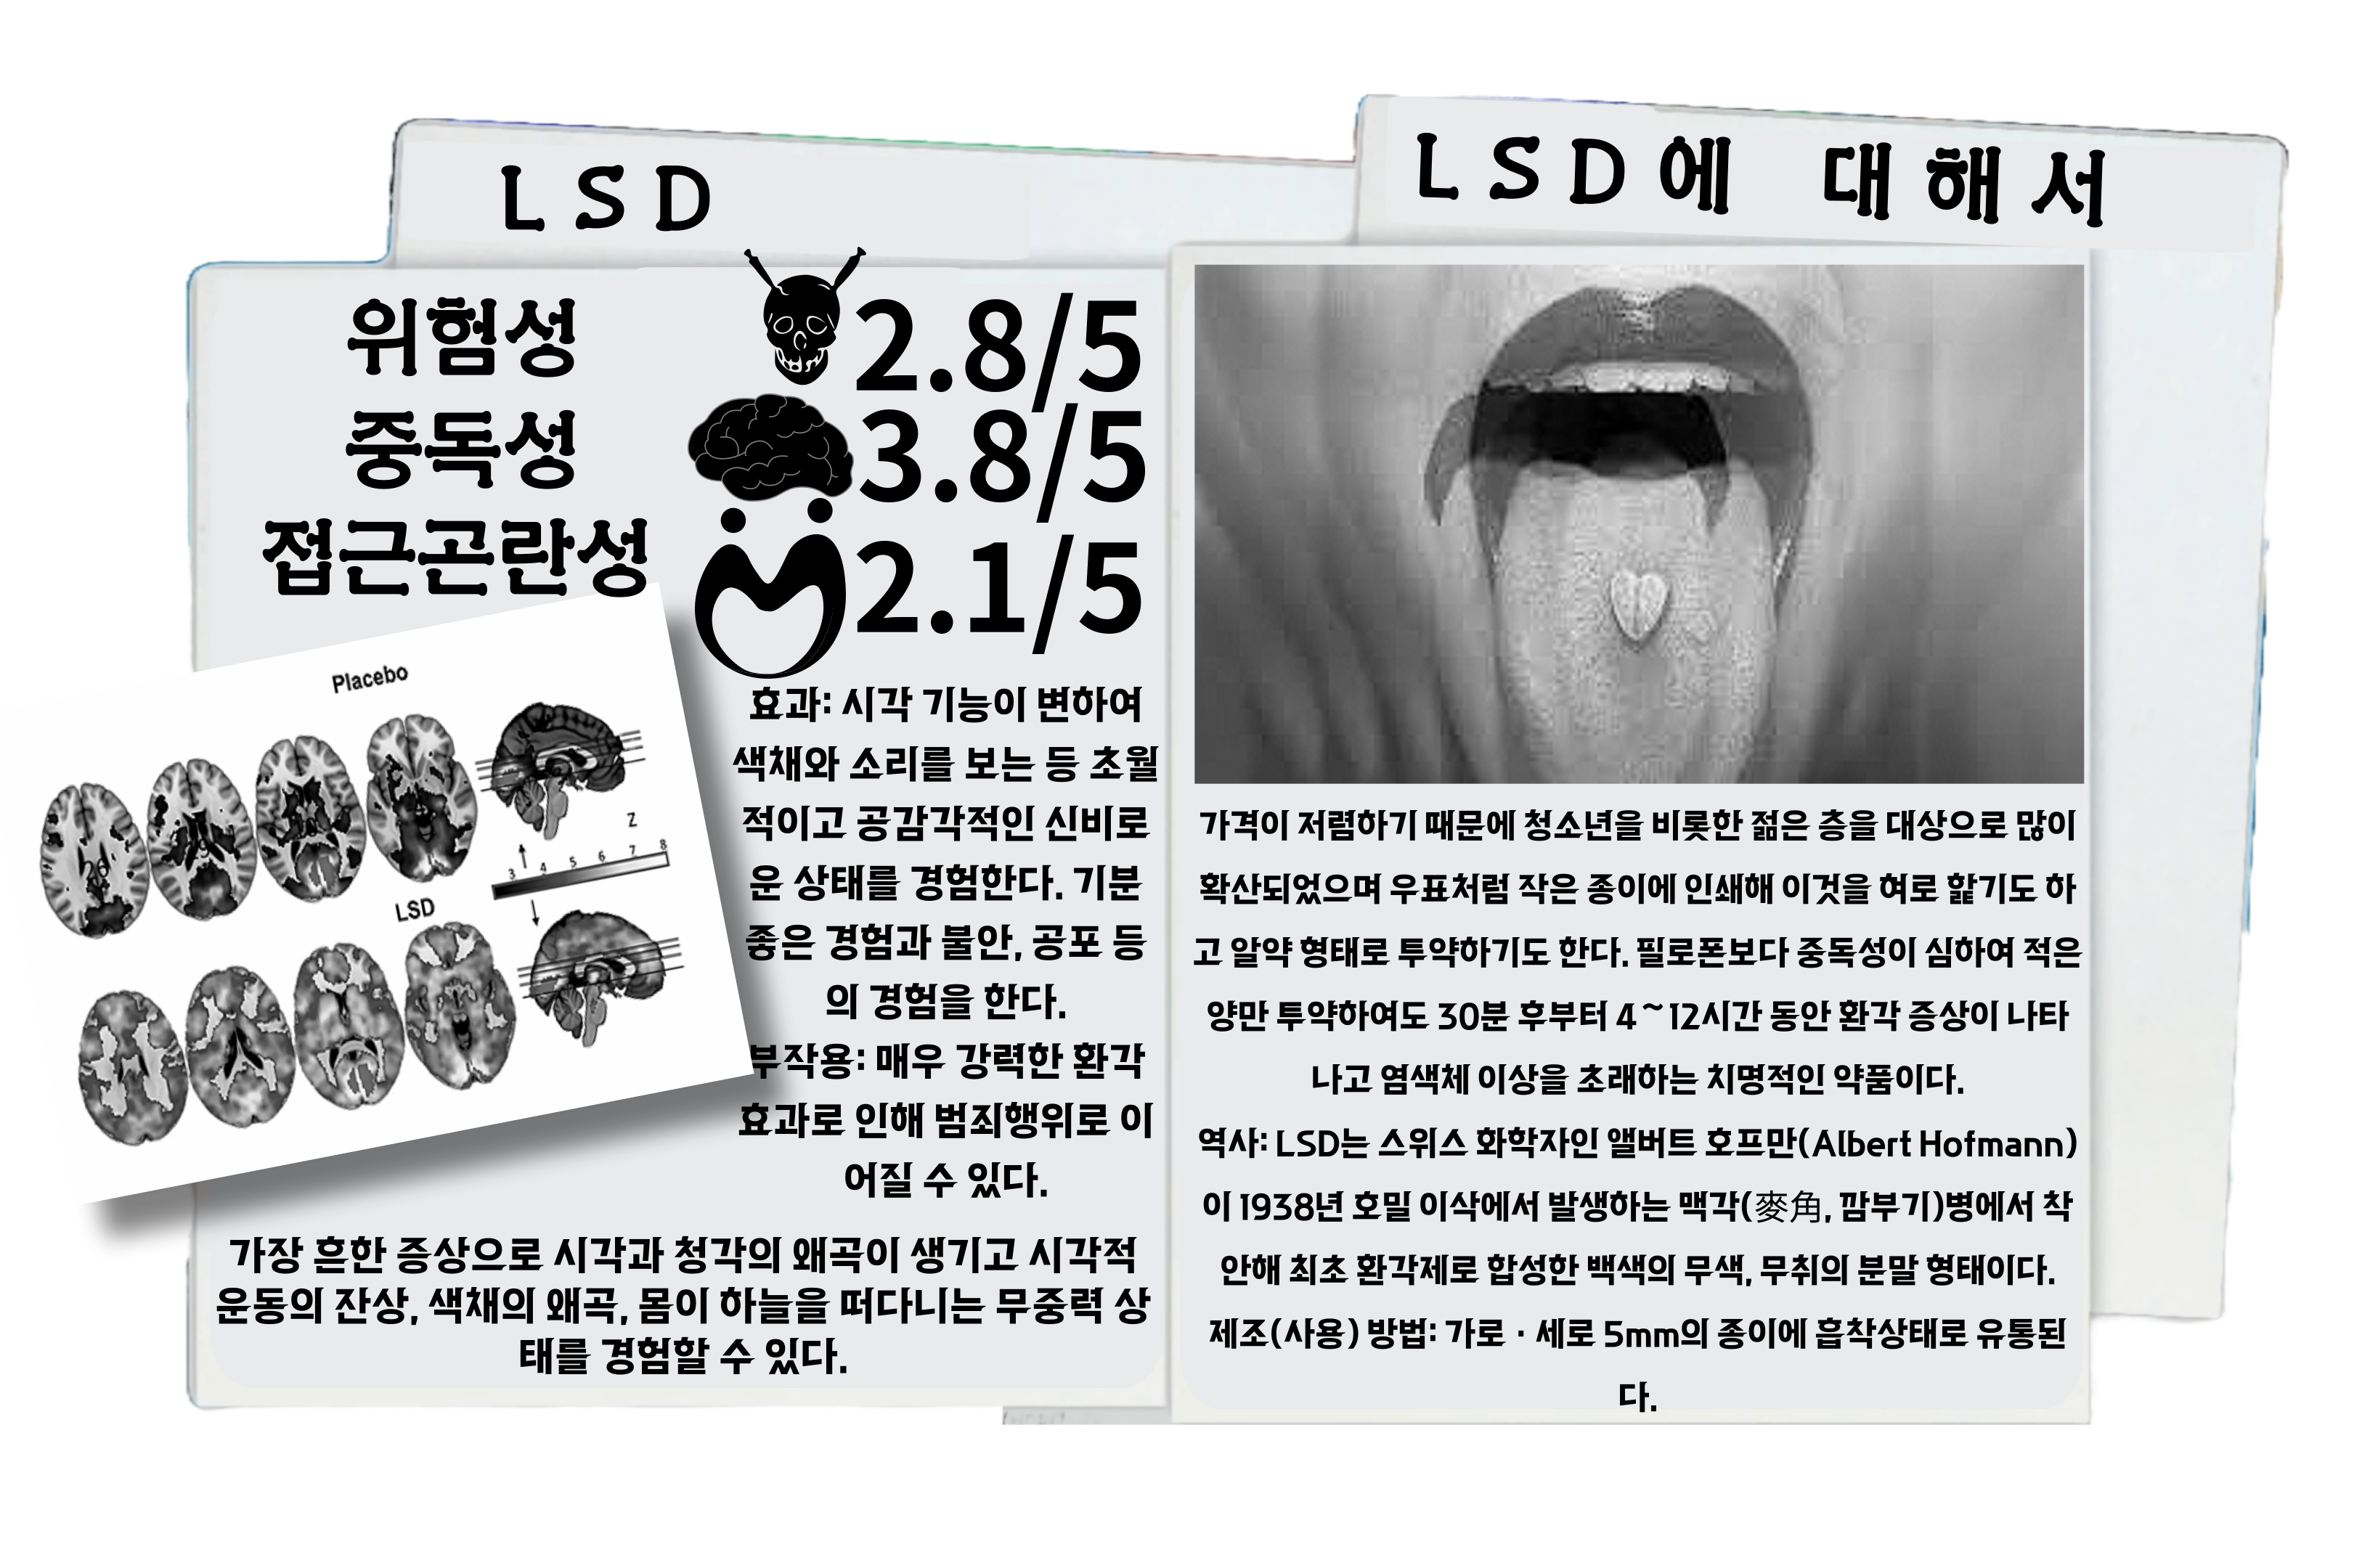 LSD
위험성 2.8/5
중독성 3.8/5
접근곤란성 2.1/5
Placebo
Z
3 4 5 6 7 8
LSD
효과: 시각 기능이 변하여
색채와 소리를 보는 등 초월
적이고 공감각적인 신비로
운 상태를 경험한다. 기분
좋은 경험과 불안, 공포 등
의 경험을 한다.
부작용: 매우 강력한 환각
효과로 인해 범죄행위로 이
어질 수 있다.
가장 흔한 증상으로 시각과 청각의 왜곡이 생기고 시각적
운동의 잔상, 색채의 왜곡, 몸이 하늘을 떠다니는 무중력 상
태를 경험할 수 있다.
LSD에 대해서
가격이 저렴하기 때문에 청소년을 비롯한 젊은 층을 대상으로 많이
확산되었으며 우표처럼 작은 종이에 인쇄해 이것을 혀로 핥기도 하
고 알약 형태로 투약하기도 한다. 필로폰보다 중독성이 심하여 적은
양만 투약하여도 30분 후부터 4~12시간 동안 환각 증상이 나타
나고 염색체 이상을 초래하는 치명적인 약품이다.
역사: LSD는 스위스 화학자인 앨버트 호프만(Albert Hofmann)
이 1938년 호밀 이삭에서 발생하는 맥각(麥角, 깜부기)병에서 착
안해 최초 환각제로 합성한 백색의 무색, 무취의 분말 형태이다.
제조(사용) 방법: 가로 · 세로 5mm의 종이에 흡착상태로 유통된
다.